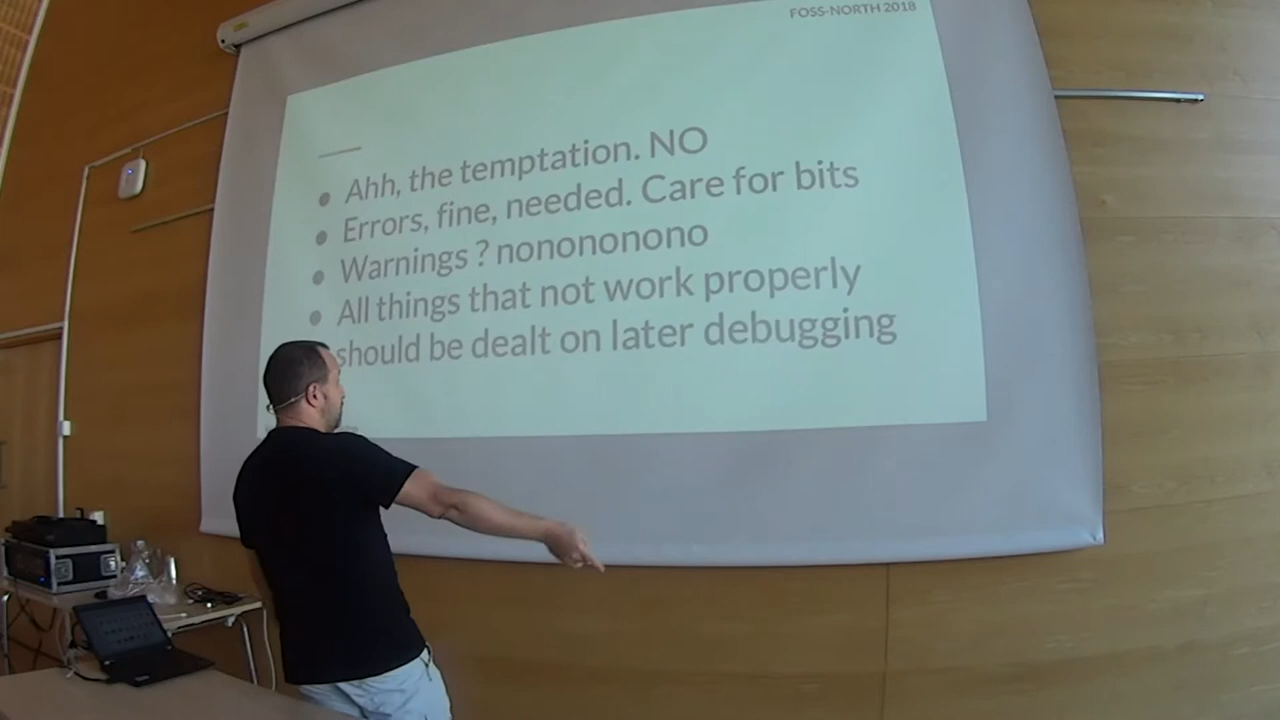 FOSS-NORTH 2018
Ahh, the temptation. NO
Errors, fine, needed. Care for bits
Warnings ? nonononono
All things that not work properly
should be dealt on later debugging